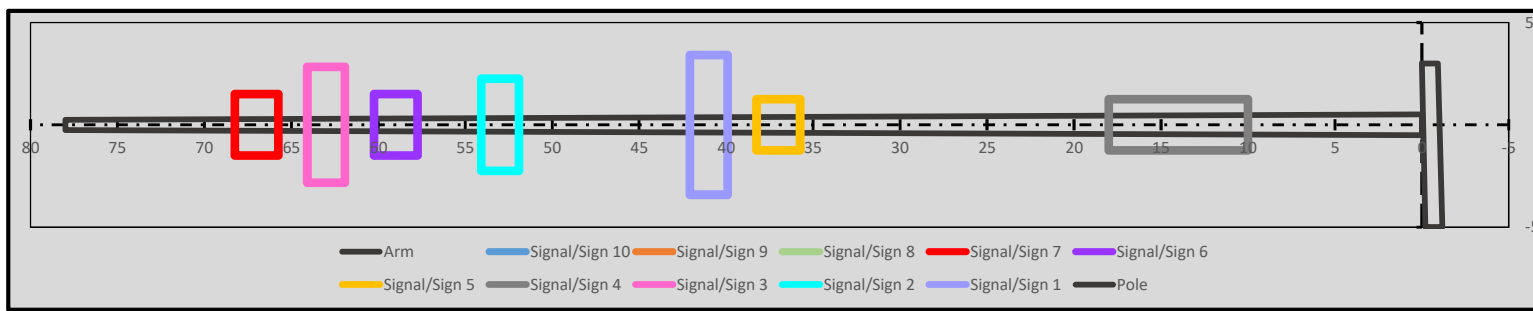 5
80 75 70 65 60 55 50 45 40 35 30 25 20 15 10 5 0 -5
-5
Arm Signal/Sign 10 Signal/Sign 9 Signal/Sign 8 Signal/Sign 7 Signal/Sign 6
Signal/Sign 5 Signal/Sign 4 Signal/Sign 3 Signal/Sign 2 Signal/Sign 1 Pole